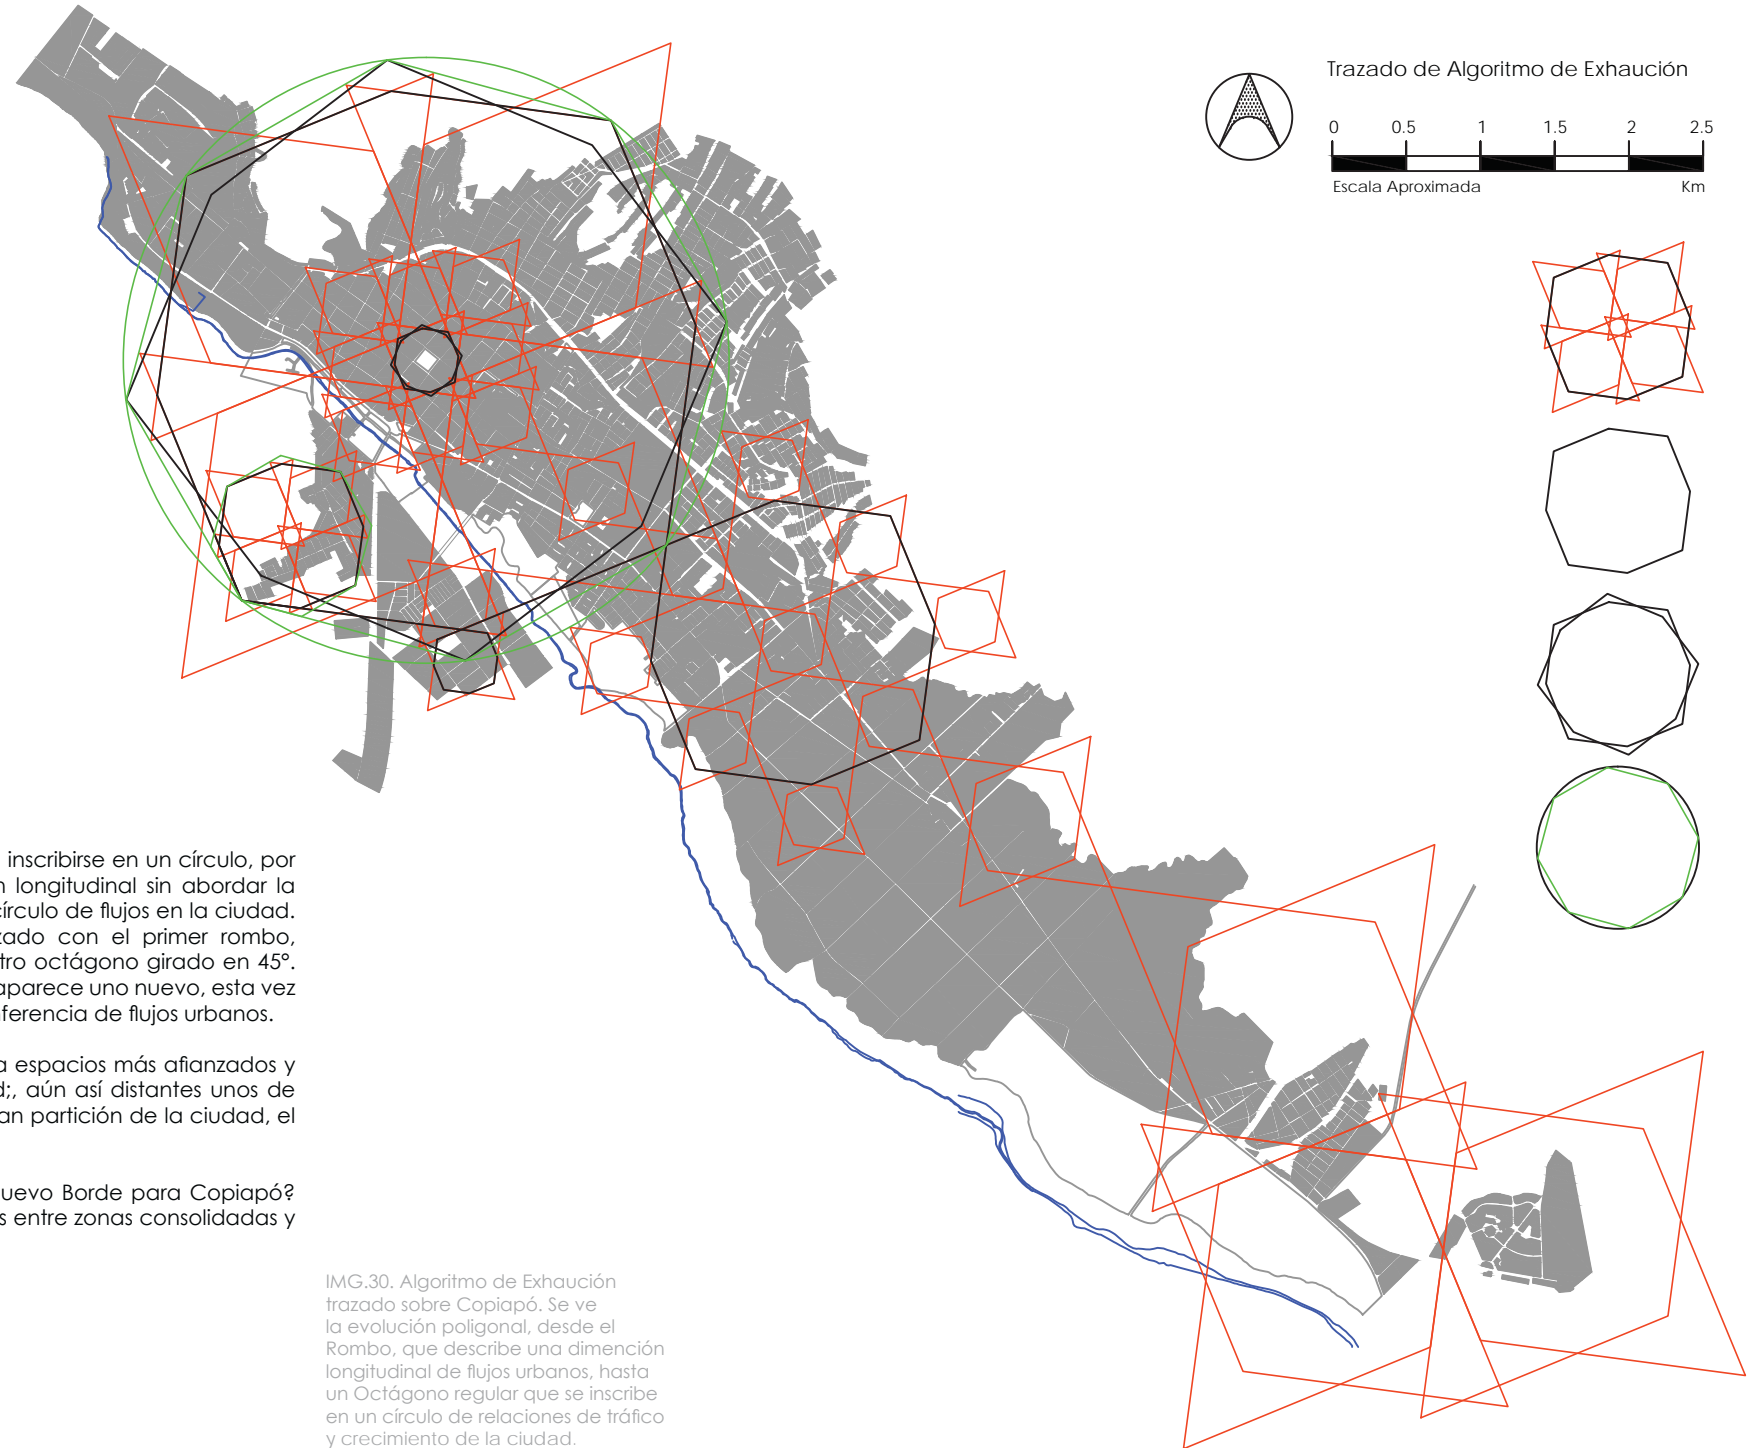 Trazado de Algoritmo de Exhaución
0 0.5 1 1.5 2 2.5
Escala Aproximada Km
inscribirse en un círculo, por
longitudinal sin abordar la
círculo de flujos en la ciudad.
zado con el primer rombo,
tro octágono girado en 45°.
aparece uno nuevo, esta vez
nferencia de flujos urbanos.
a espacios más afianzados y
d;, aún así distantes unos de
an partición de la ciudad, el
uevo Borde para Copiapó?
s entre zonas consolidadas y
IMG.30. Algoritmo de Exhaución
trazado sobre Copiapó. Se ve
la evolución poligonal, desde el
Rombo, que describe una dimención
longitudinal de flujos urbanos, hasta
un Octágono regular que se inscribe
en un círculo de relaciones de tráfico
y crecimiento de la ciudad.